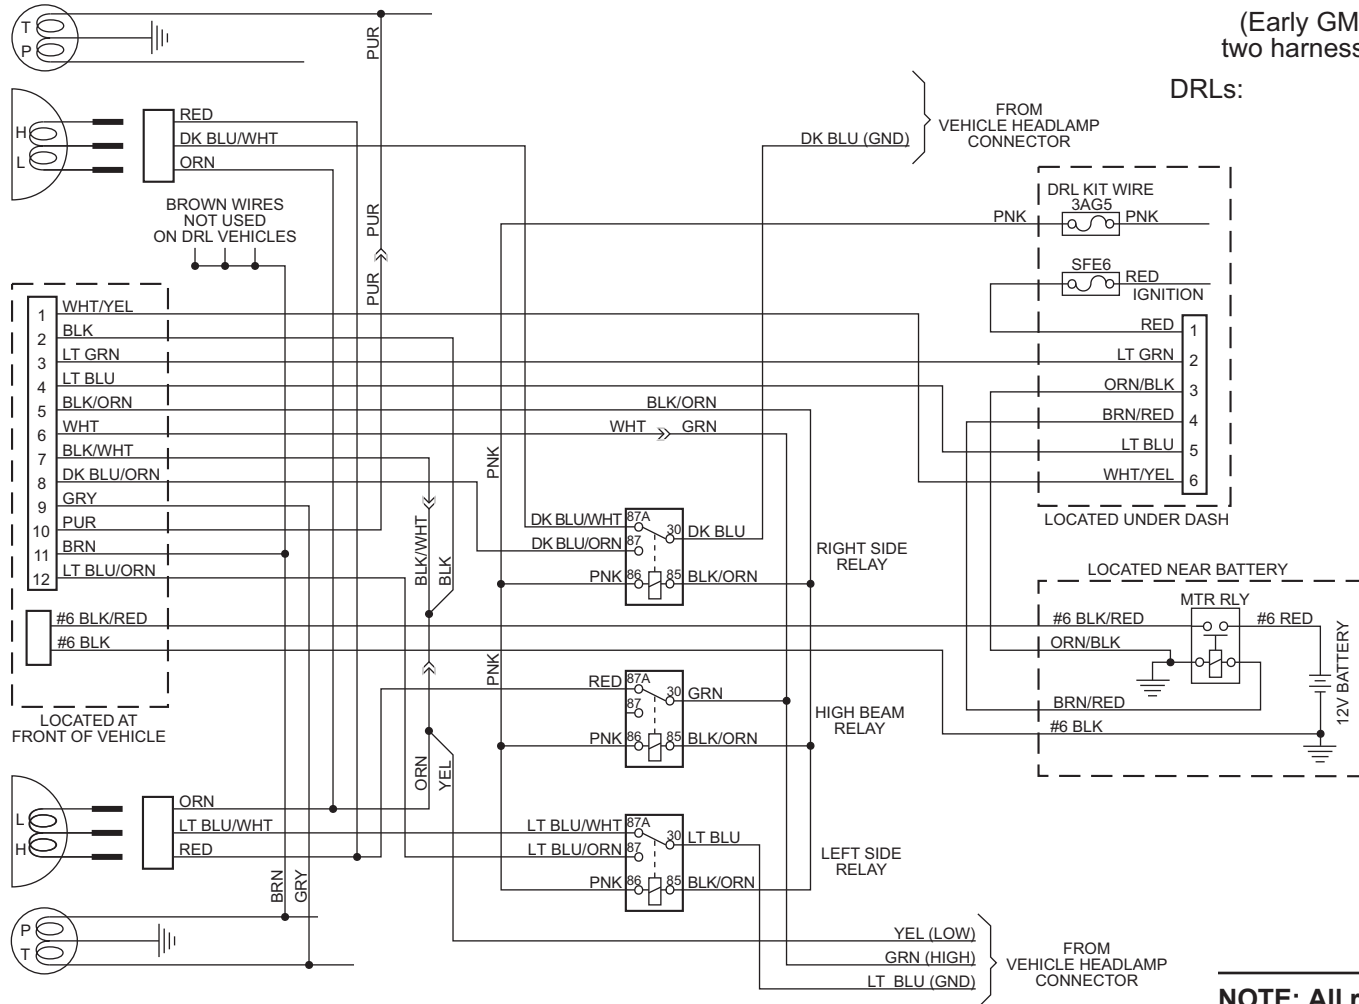 (Early GM
two harness
DRLs:
T
P
PUR
H
L
RED
DK BLU/WHT
ORN
BROWN WIRES
NOT USED
ON DRL VEHICLES
PUR
PUR
DK BLU (GND)
FROM
VEHICLE HEADLAMP
CONNECTOR
DRL KIT WIRE
3AG5
PNK
PNK
SFE6
RED
IGNITION
RED 1
LT GRN 2
ORN/BLK 3
BRN/RED 4
LT BLU 5
WHT/YEL 6
LOCATED UNDER DASH
1 WHT/YEL
2 BLK
3 LT GRN
4 LT BLU
5 BLK/ORN
6 WHT
7 BLK/WHT
8 DK BLU/ORN
9 GRY
10 PUR
11 BRN
12 LT BLU/ORN
#6 BLK/RED
#6 BLK
LOCATED AT
FRONT OF VEHICLE
BLK/ORN
WHT
GRN
PNK
BLK/WHT
BLK
DK BLU/WHT 87A
30 DK BLU
DK BLU/ORN 87
PNK 86 85 BLK/ORN
RIGHT SIDE
RELAY
PNK
RED 87A
30 GRN
87
PNK 86 85 BLK/ORN
HIGH BEAM
RELAY
LOCATED NEAR BATTERY
MTR RLY
#6 BLK/RED
#6 RED
ORN/BLK
BRN/RED
#6 BLK
12V BATTERY
ORN
YEL
L
H
ORN
LT BLU/WHT
RED
LT BLU/WHT 87A
30 LT BLU
LT BLU/ORN 87
PNK 86 85 BLK/ORN
LEFT SIDE
RELAY
BRN
GRY
P
T
YEL (LOW)
GRN (HIGH)
LT BLU (GND)
FROM
VEHICLE HEADLAMP
CONNECTOR